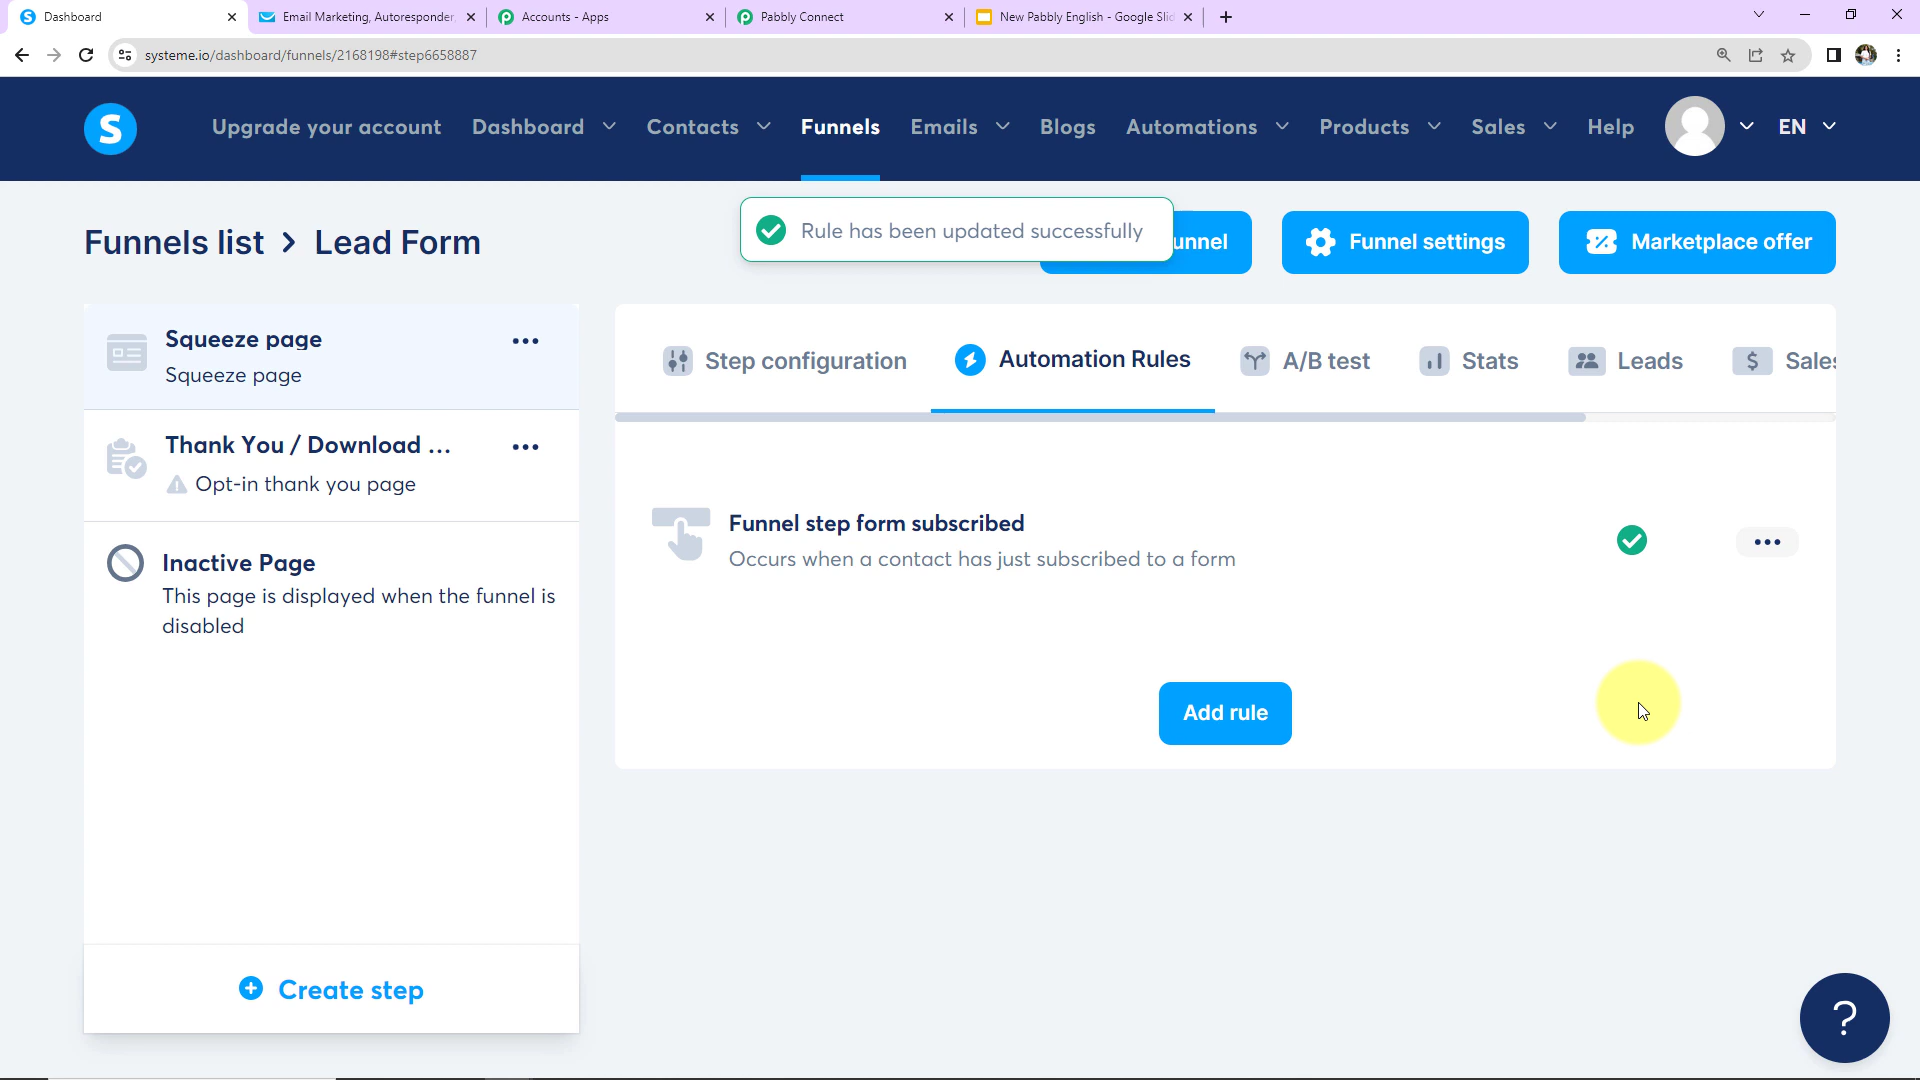 Dashboard
Email Marketing, Autoresponder,
Accounts - Apps
Pabbly Connect
New Pabbly English - Google Slic
systeme.io/dashboard/funnels/2168198#step6658887
S
Upgrade your account
Dashboard
Contacts
Funnels
Emails
Blogs
Automations
Products
Sales
Help
EN
Funnels list > Lead Form
Rule has been updated successfully
unnel
Funnel settings
Marketplace offer
Squeeze page
Squeeze page
Thank You / Download ...
Opt-in thank you page
Inactive Page
This page is displayed when the funnel is
disabled
Create step
Step configuration
Automation Rules
A/B test
Stats
Leads
$ Sales
Funnel step form subscribed
Occurs when a contact has just subscribed to a form
Add rule
?